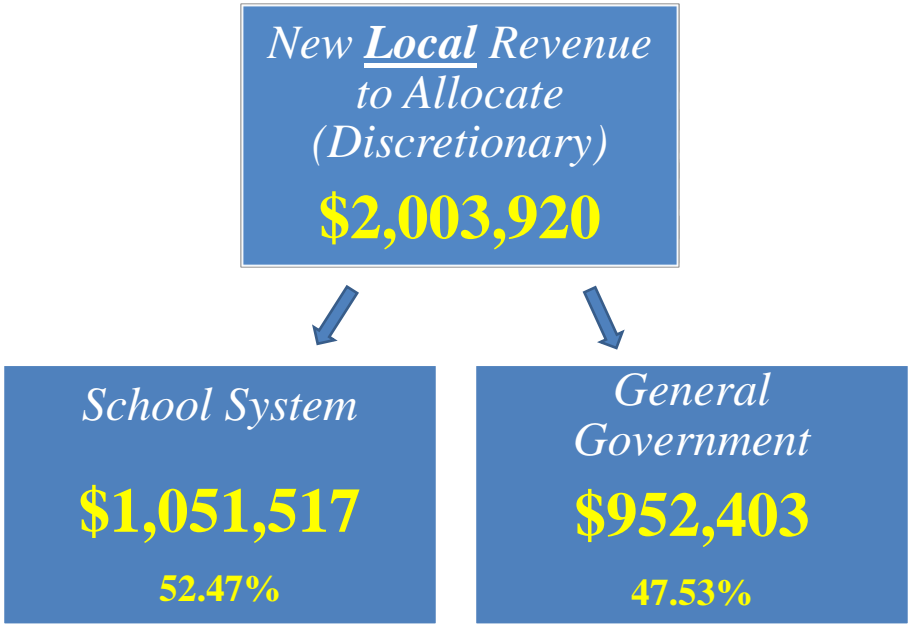 New Local Revenue
to Allocate
(Discretionary)
$2,003,920
School System
$1,051,517
52.47%
General
Government
$952,403
47.53%